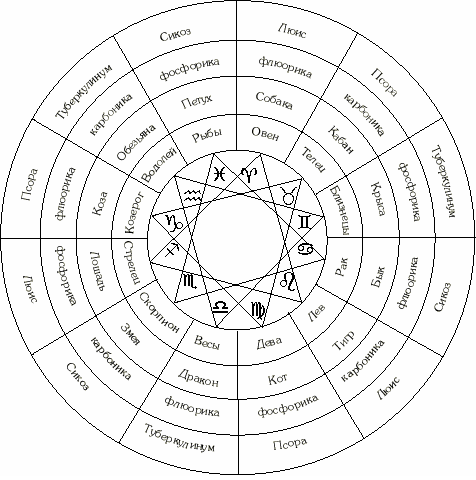 Люис
флюорика
Собака
Овен
Псора
карбоника
Кабан
Телец
Туберкулинум
фосфорика
Крыса
Близнецы
Сикоз
флюорика
Бык
Рак
Люис
карбоника
Тигр
Лев
Псора
фосфорика
Кот
Дева
Туберкулинум
флюорика
Дракон
Весы
Сикоз
карбоника
Змея
Скорпион
Люис
фосфорика
Лошадь
Стрелец
Псора
флюорика
Коза
Козерог
Туберкулинум
карбоника
Обезьяна
Водолей
Сикоз
фосфорика
Петух
Рыбы
♈
♉
♊
♋
♌
♍
♎
♏
♐
♑
♒
♓